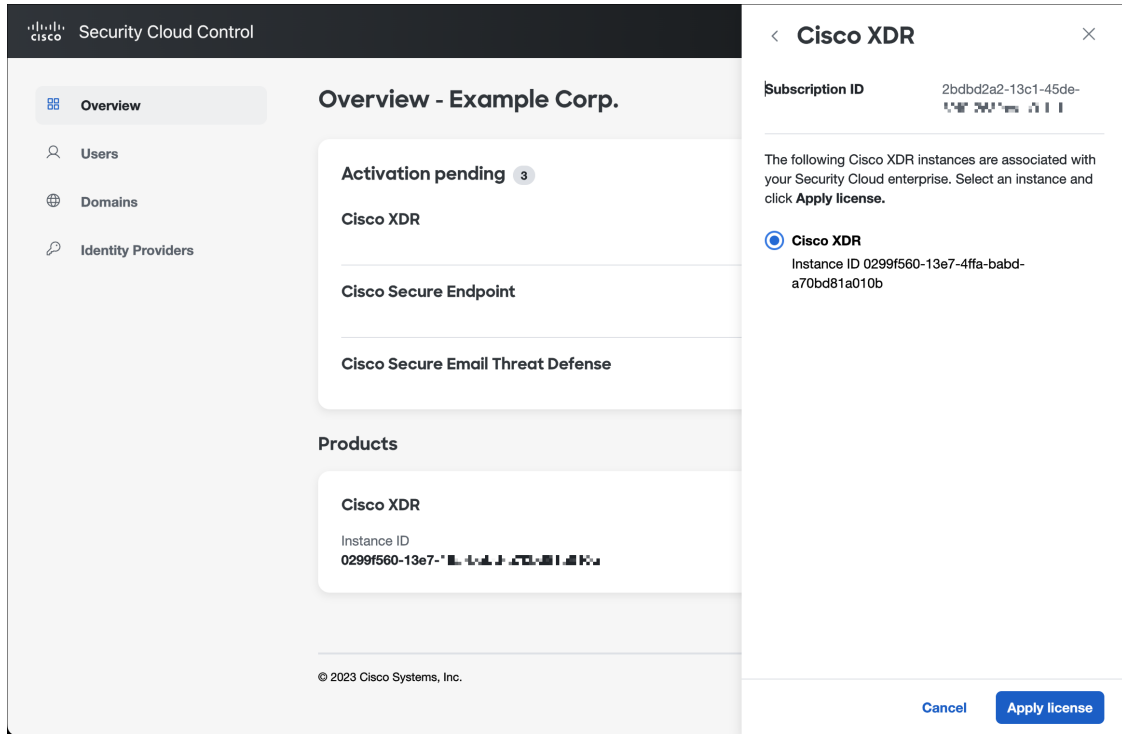 cisco
Security Cloud Control
Overview
Users
Domains
Identity Providers
Overview - Example Corp.
Activation pending 3
Cisco XDR
Cisco Secure Endpoint
Cisco Secure Email Threat Defense
Products
Cisco XDR
Instance ID
0299f560-13e7-
© 2023 Cisco Systems, Inc.
Cisco XDR
Subscription ID
2bdbd2a2-13c1-45de-
The following Cisco XDR instances are associated with
your Security Cloud enterprise. Select an instance and
click Apply license.
Cisco XDR
Instance ID 0299f560-13e7-4ffa-babd-
a70bd81a010b
Cancel
Apply license